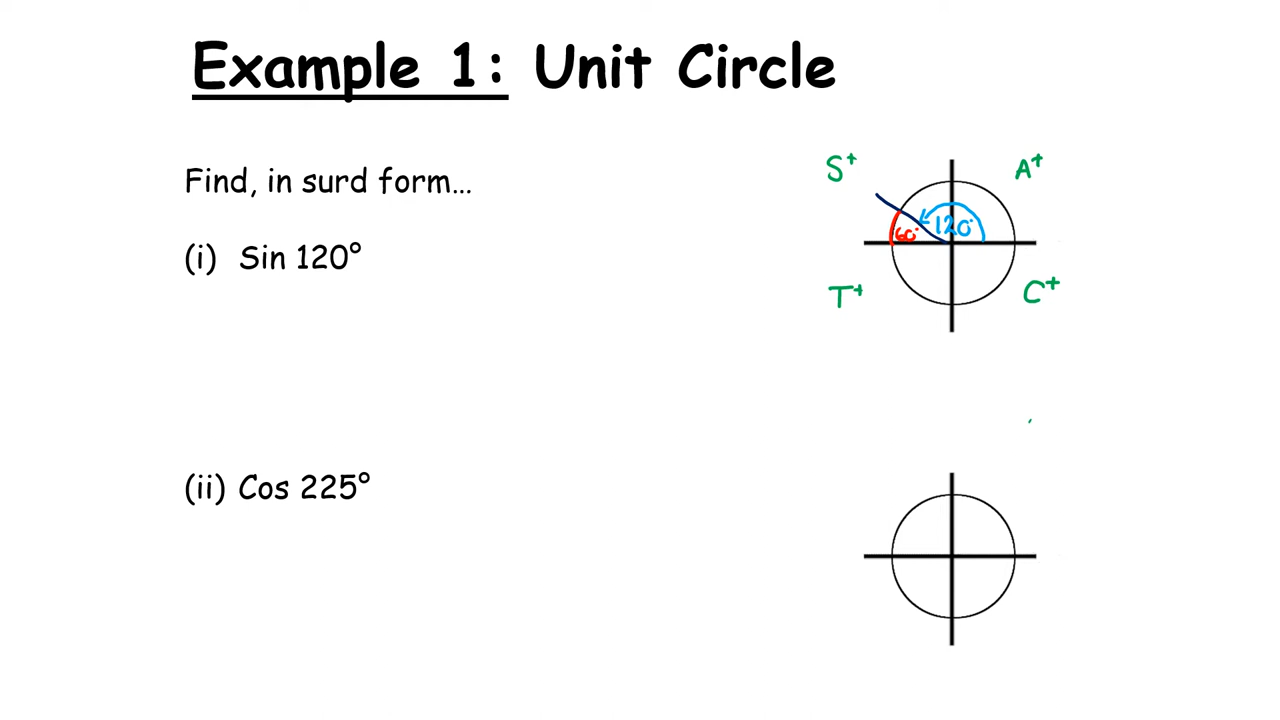 Example 1: Unit Circle
Find, in surd form…
S+ A+
(i) Sin 120°
60° 120°
T+ C+
(ii) Cos 225°